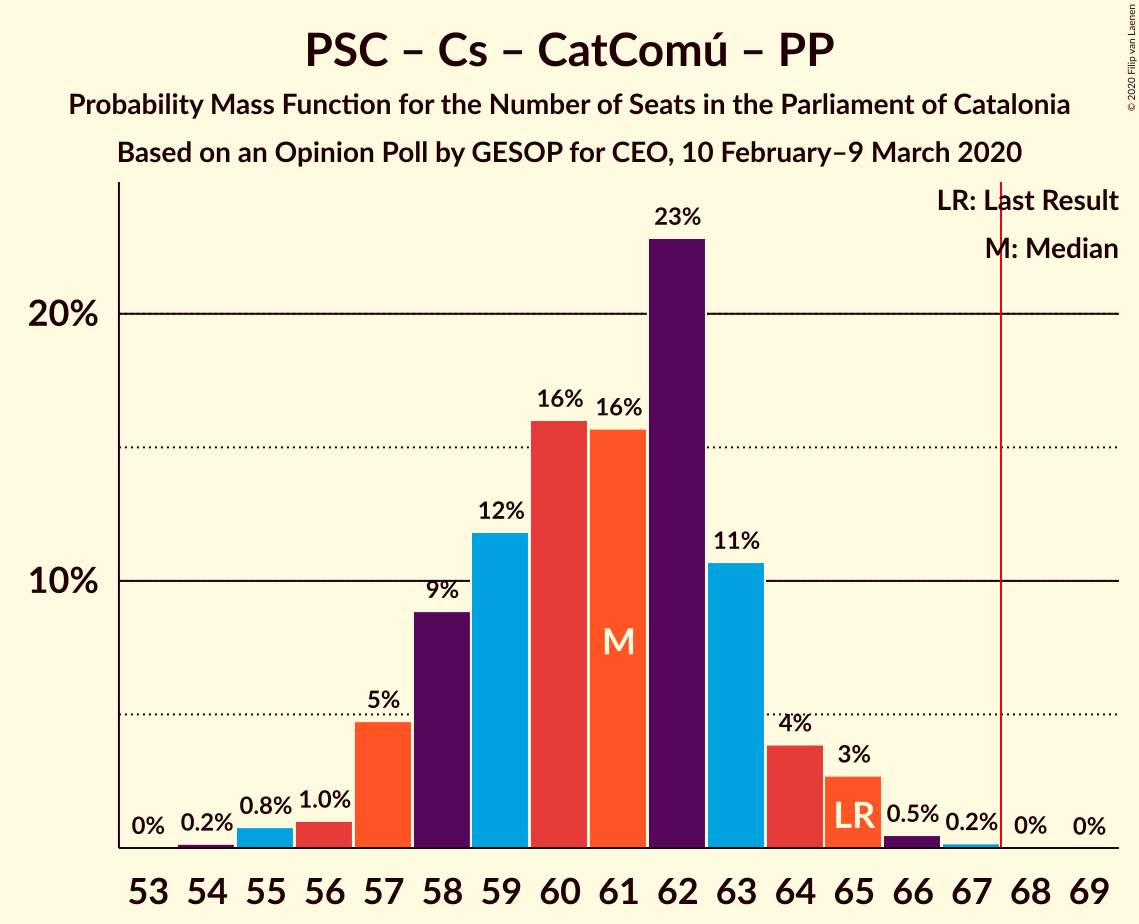 PSC – Cs – CatComú – PP
Probability Mass Function for the Number of Seats in the Parliament of Catalonia
Based on an Opinion Poll by GESOP for CEO, 10 February–9 March 2020
© 2020 Filip van Laenen
LR: Last Result
M: Median
20%
10%
0%
0.2%
0.8%
1.0%
5%
9%
12%
16%
16%
23%
11%
4%
3%
0.5%
0.2%
0%
0%
M
LR
53 54 55 56 57 58 59 60 61 62 63 64 65 66 67 68 69